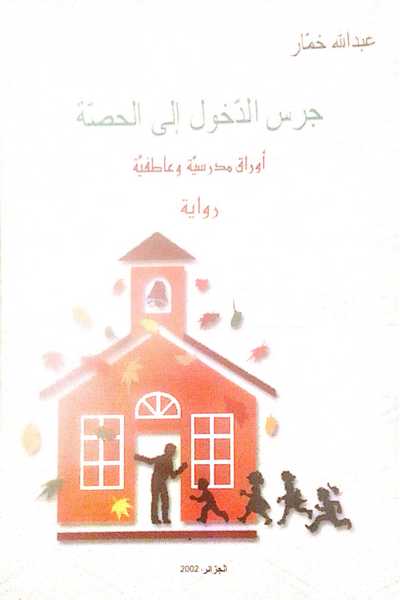 عبدالله خمّار
جرس الدّخول إلى الحصّة
أوراق مدرسيّة وعاطفيّة
رواية
الجزائر- 2002